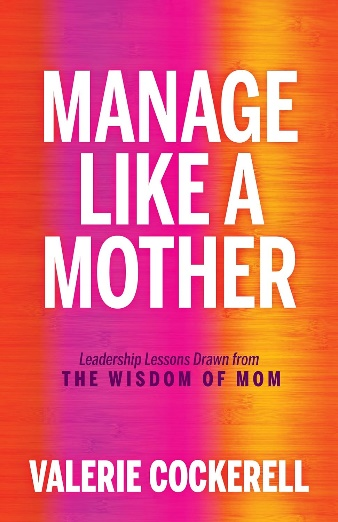 MANAGE
LIKE A
MOTHER
Leadership Lessons Drawn from
THE WISDOM OF MOM
VALERIE COCKERELL